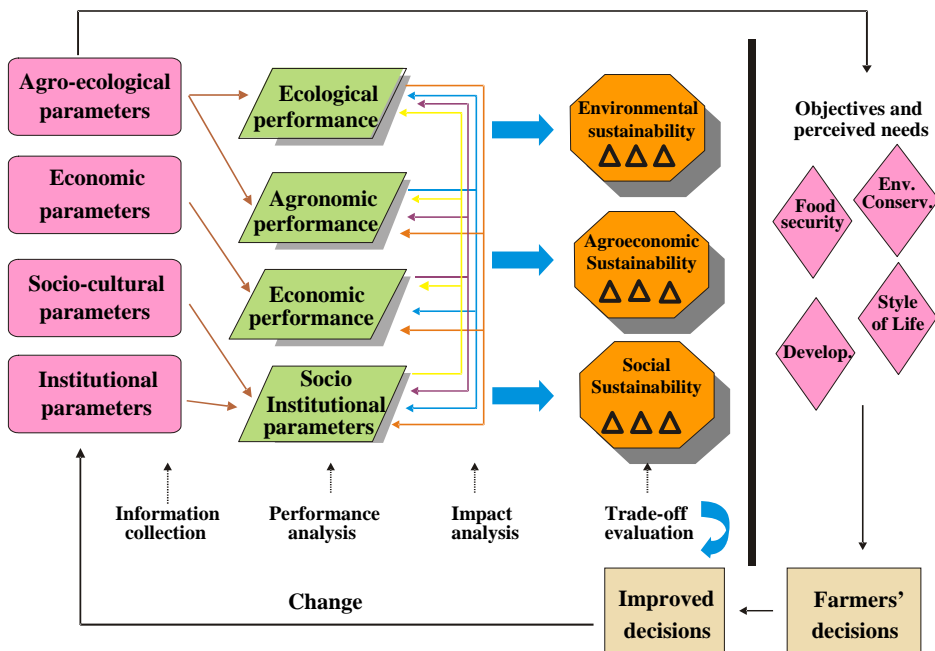 Agro-ecological
parameters
Economic
parameters
Socio-cultural
parameters
Institutional
parameters
Ecological
performance
Agronomic
performance
Economic
performance
Socio
Institutional
parameters
Environmental
sustainability
Δ Δ Δ
Agroeconomic
Sustainability
Δ Δ Δ
Social
Sustainability
Δ Δ Δ
Objectives and
perceived needs
Food
security
Env.
Conserv.
Develop.
Style
of Life
Information
collection
Performance
analysis
Impact
analysis
Trade-off
evaluation
Change
Improved
decisions
Farmers’
decisions